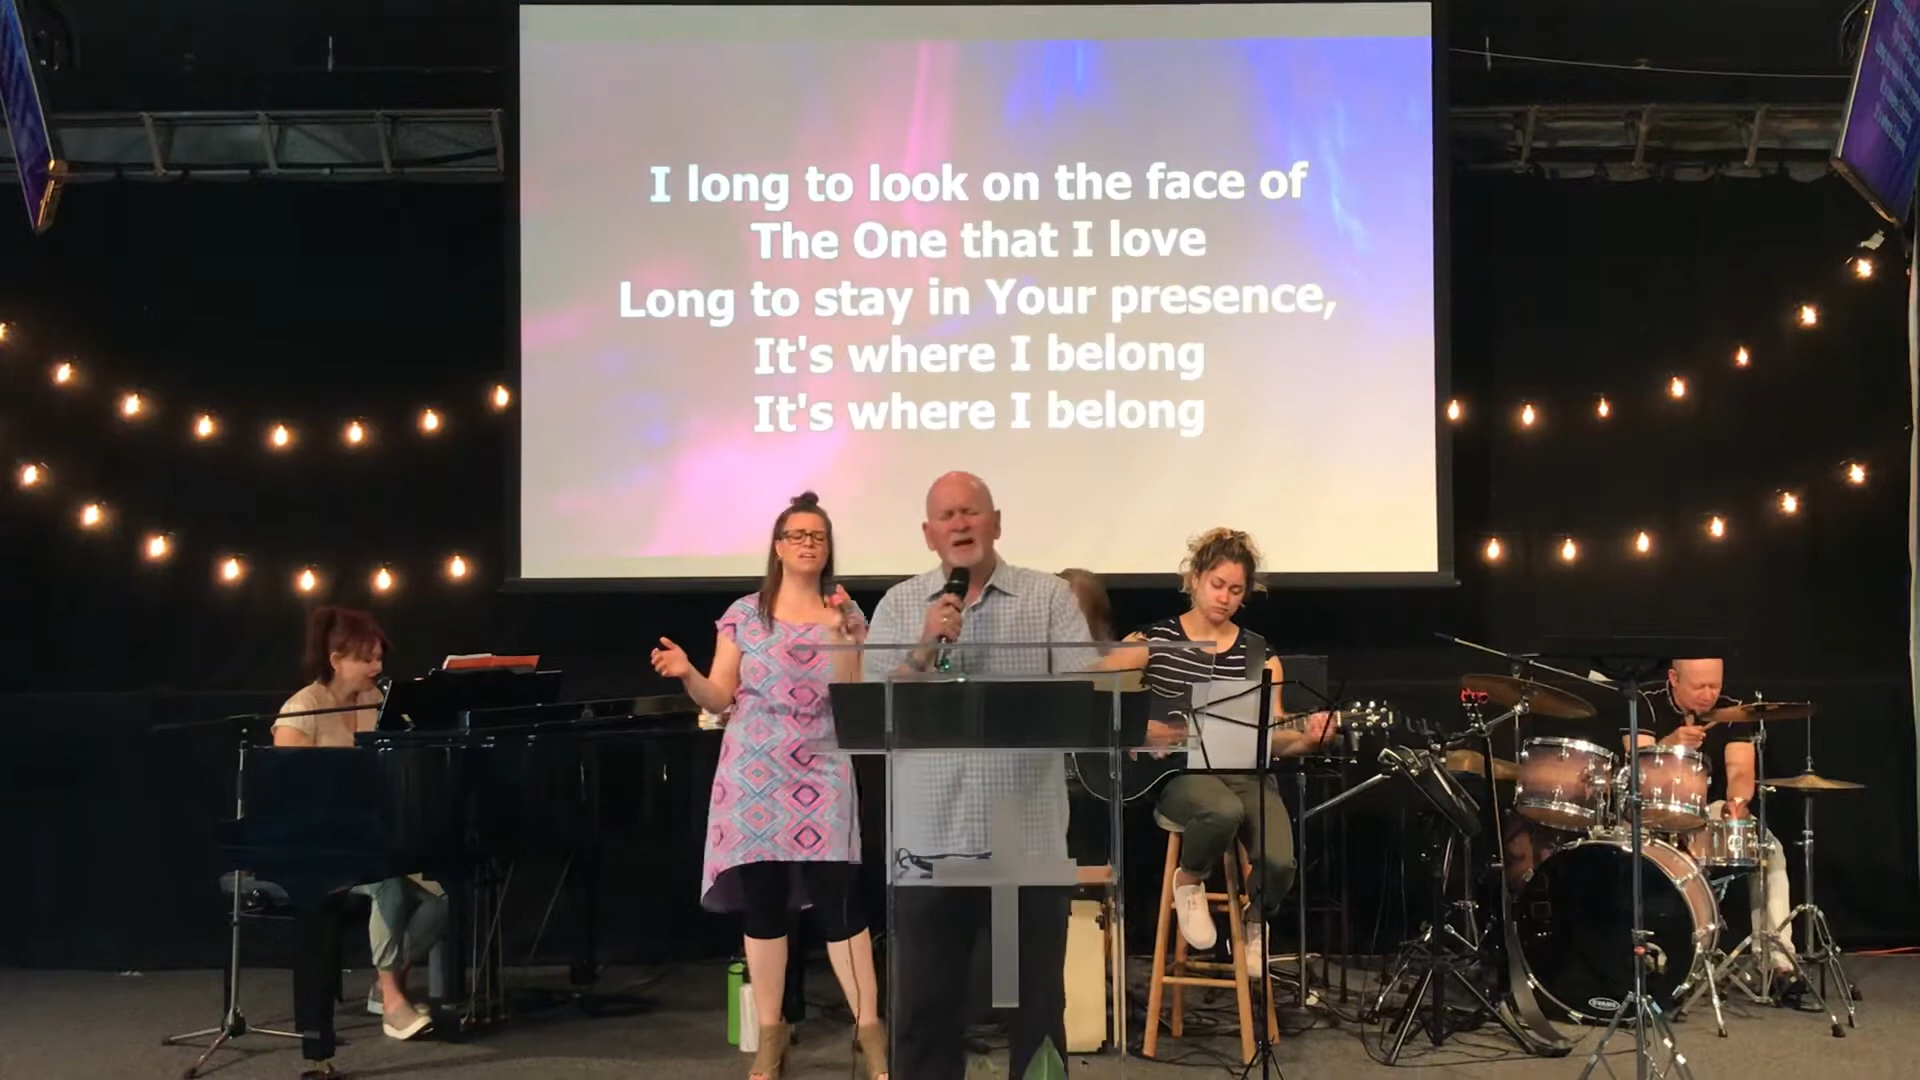 I long to look on the face of
The One that I love
Long to stay in Your presence,
It's where I belong
It's where I belong
EVANS